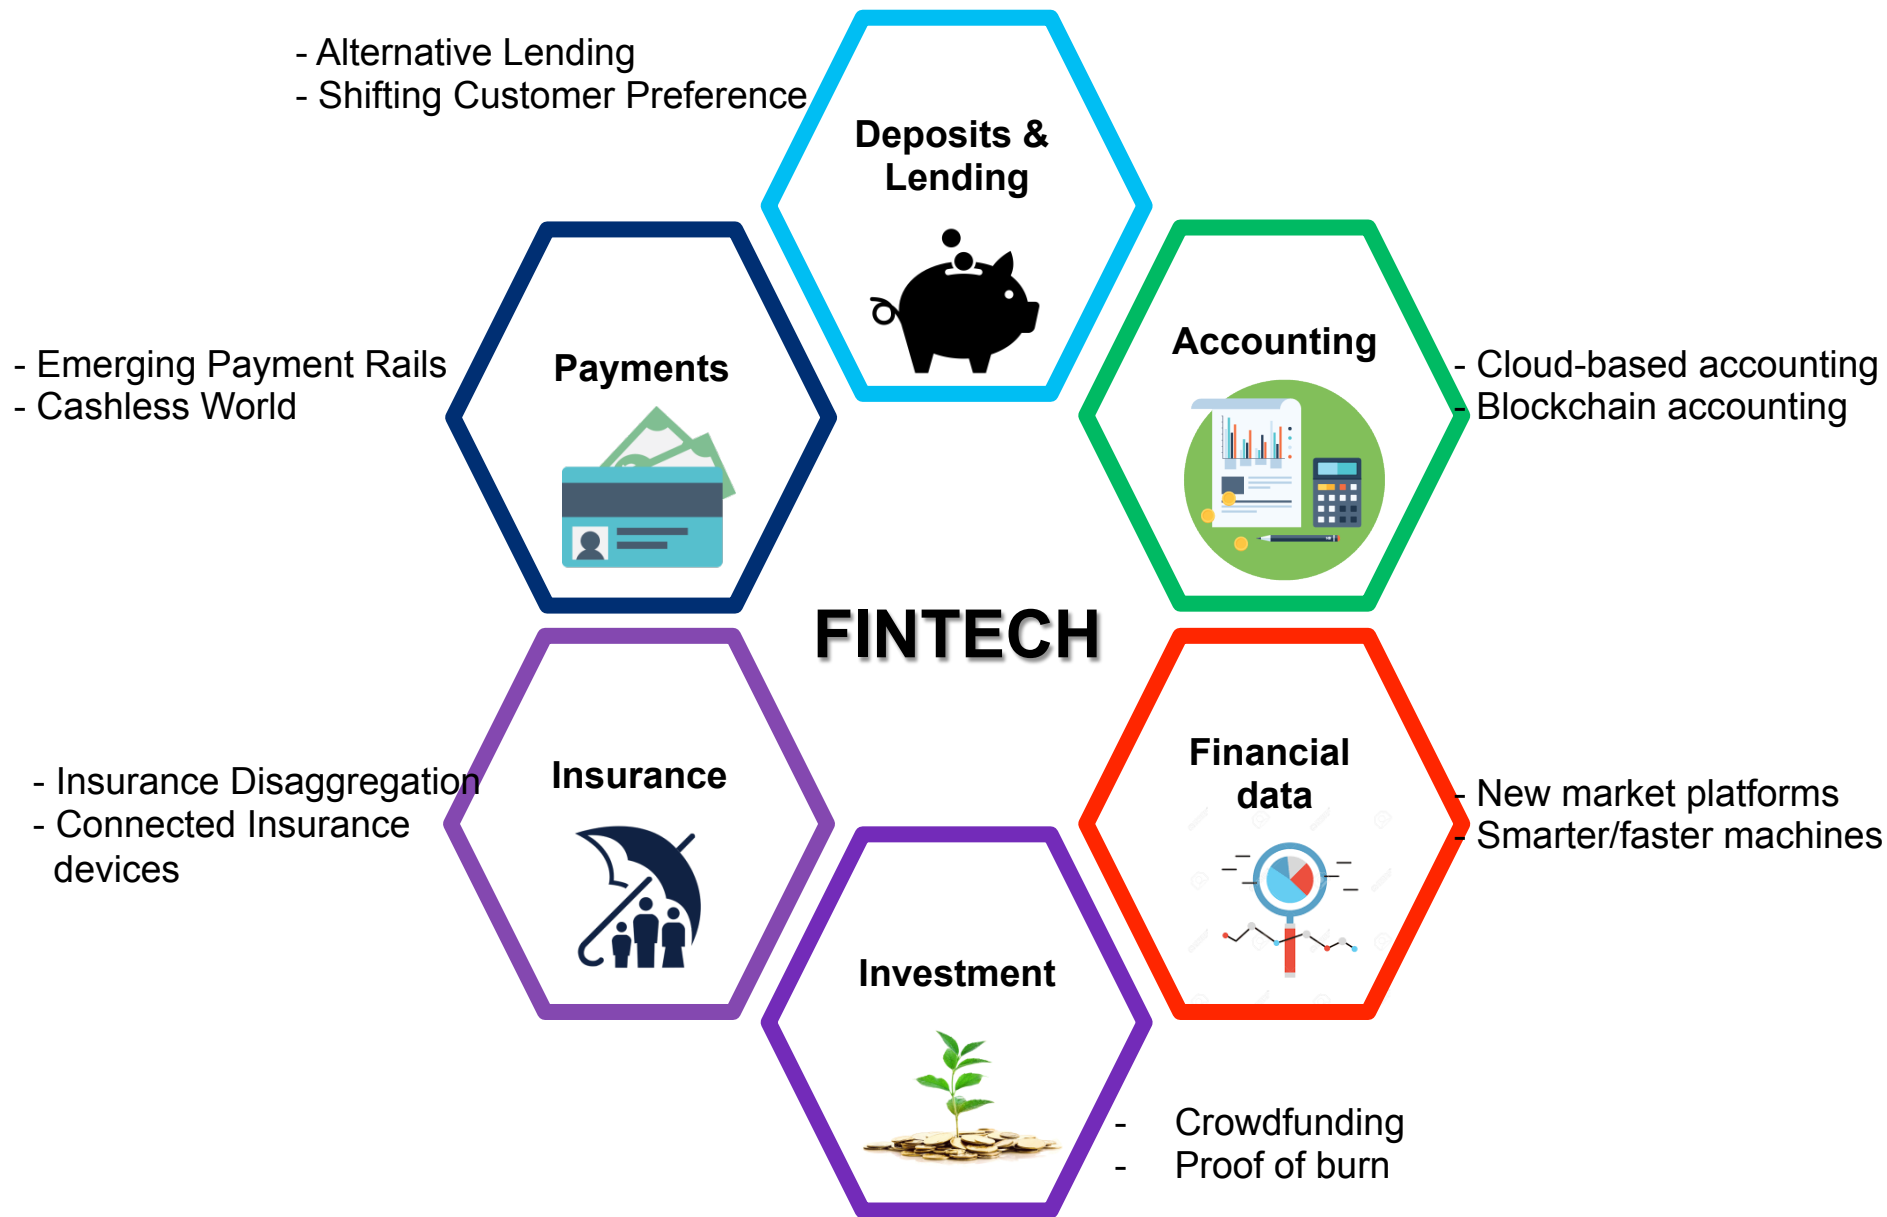 - Alternative Lending
- Shifting Customer Preference
Deposits &
Lending
Payments
- Emerging Payment Rails
- Cashless World
Accounting
- Cloud-based accounting
- Blockchain accounting
FINTECH
Insurance
- Insurance Disaggregation
- Connected Insurance
devices
Financial
data
- New market platforms
- Smarter/faster machines
Investment
- Crowdfunding
- Proof of burn